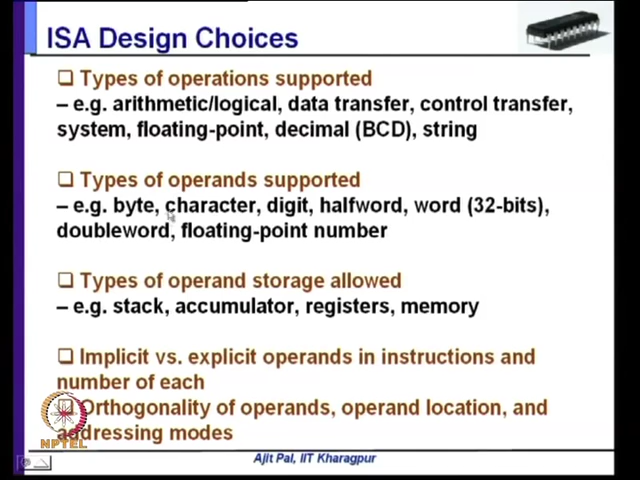 ISA Design Choices
❑ Types of operations supported
– e.g. arithmetic/logical, data transfer, control transfer,
system, floating-point, decimal (BCD), string
❑ Types of operands supported
– e.g. byte, character, digit, halfword, word (32-bits),
doubleword, floating-point number
❑ Types of operand storage allowed
– e.g. stack, accumulator, registers, memory
❑ Implicit vs. explicit operands in instructions and
number of each
❑ Orthogonality of operands, operand location, and
addressing modes
NPTEL
Ajit Pal, IIT Kharagpur